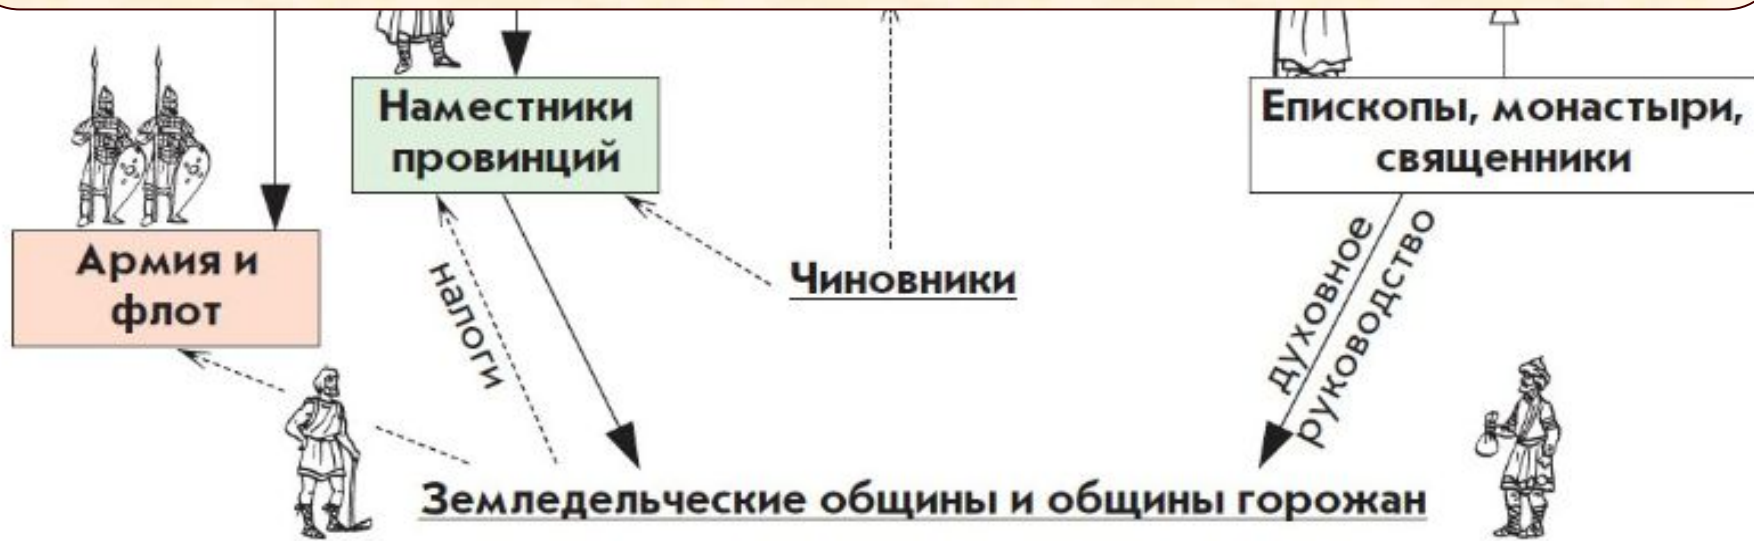 Наместники
провинций
Епископы, монастыри,
священники
Армия и
флот
налоги
Чиновники
духовное
руководство
Земледельческие общины и общины горожан